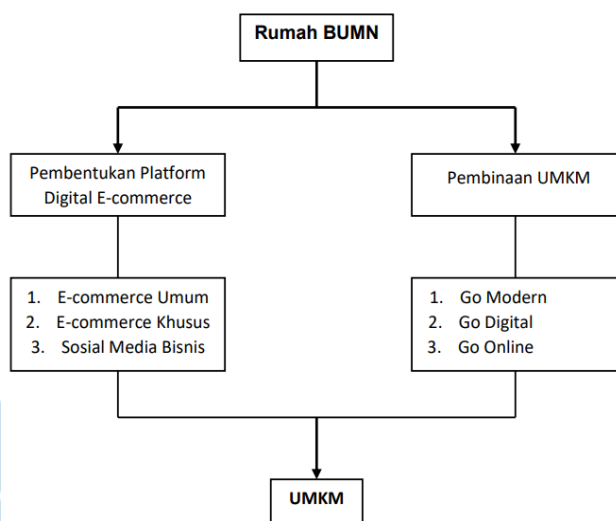 Rumah BUMN
Pembentukan Platform
Digital E-commerce
Pembinaan UMKM
1. E-commerce Umum
2. E-commerce Khusus
3. Sosial Media Bisnis
1. Go Modern
2. Go Digital
3. Go Online
UMKM